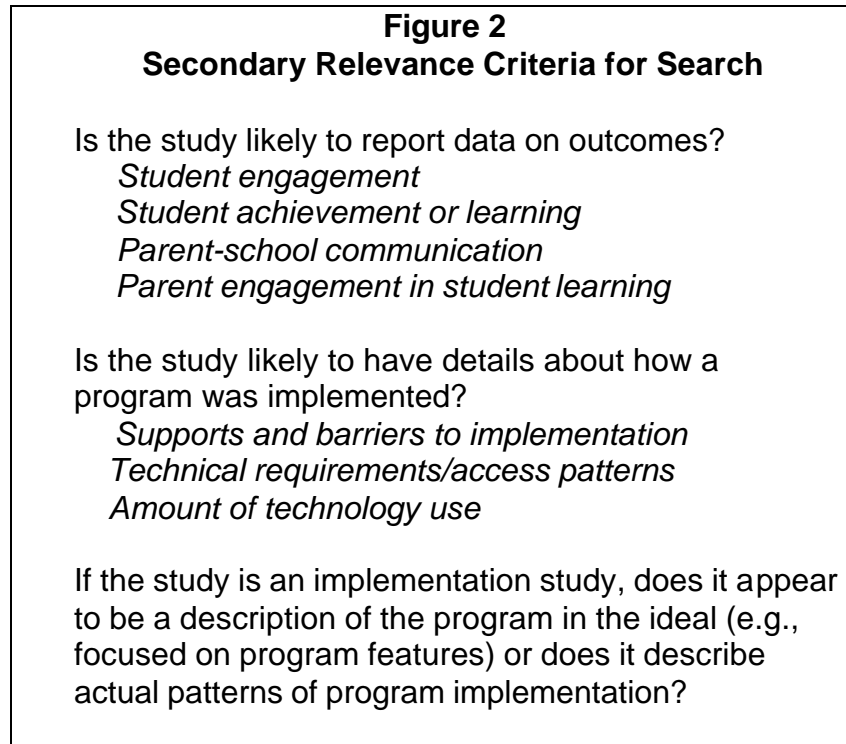 Figure 2
Secondary Relevance Criteria for Search
Is the study likely to report data on outcomes?
Student engagement
Student achievement or learning
Parent-school communication
Parent engagement in student learning
Is the study likely to have details about how a
program was implemented?
Supports and barriers to implementation
Technical requirements/access patterns
Amount of technology use
If the study is an implementation study, does it appear
to be a description of the program in the ideal (e.g.,
focused on program features) or does it describe
actual patterns of program implementation?